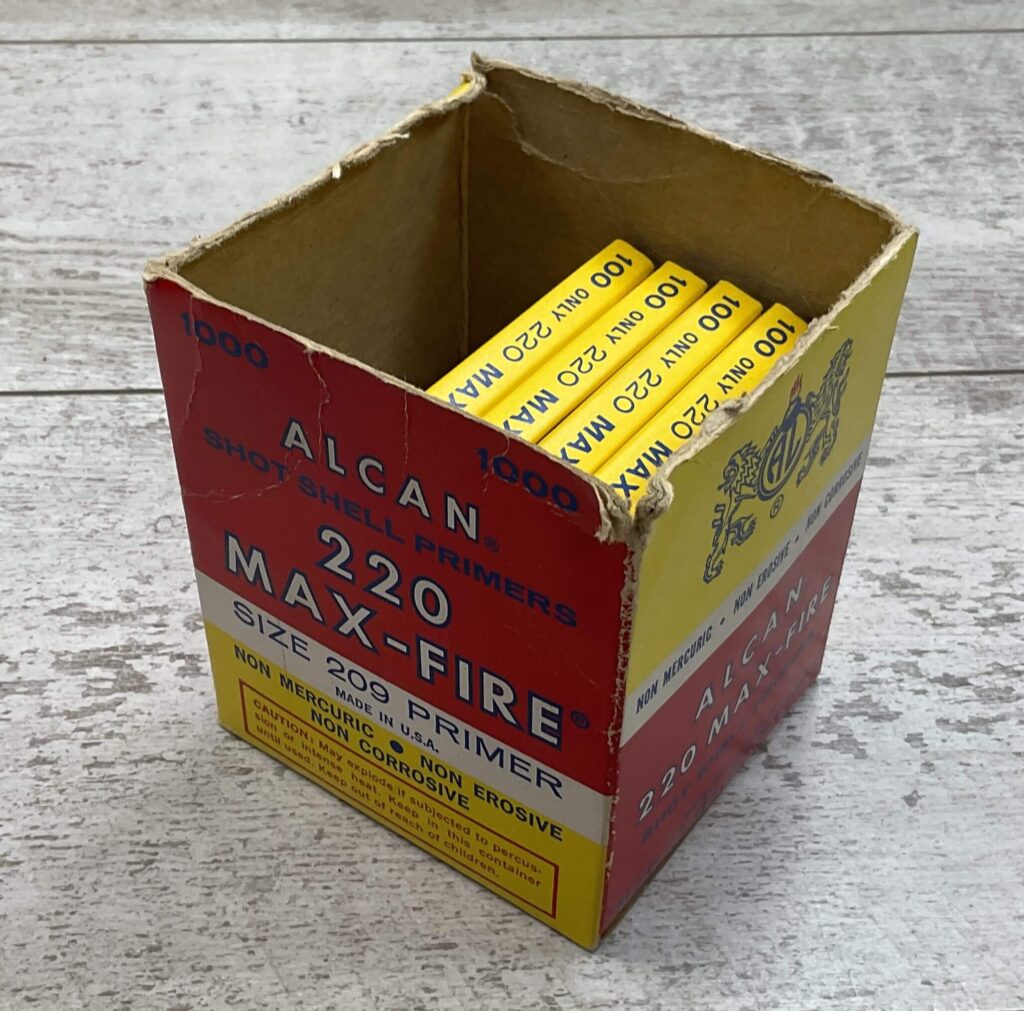 100 ONLY 220 MAX
100 ONLY 220 MAX
100 ONLY 220 MAX
100 ONLY 220 MAX
1000
1000
ALCAN®
SHOT SHELL PRIMERS
220
MAX-FIRE®
SIZE 209 PRIMER
MADE IN U.S.A.
NON MERCURIC ● NON EROSIVE
NON CORROSIVE
CAUTION: May explode if subjected to percus-
sion or intense heat. Keep in this container
until used. Keep out of reach of children.
®
NON MERCURIC • NON EROSIVE • NON CORROSIVE
ALCAN
220 MAX-FIRE